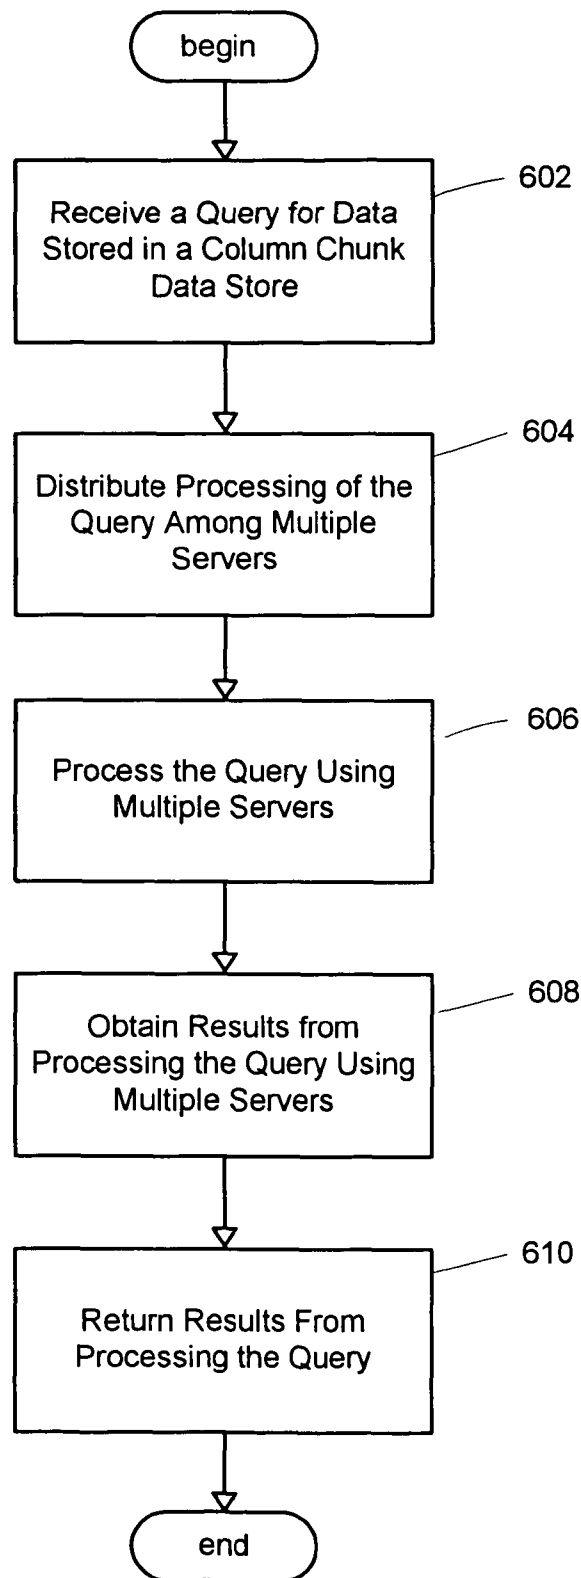 begin
602
Receive a Query for Data
Stored in a Column Chunk
Data Store
604
Distribute Processing of the
Query Among Multiple
Servers
606
Process the Query Using
Multiple Servers
608
Obtain Results from
Processing the Query Using
Multiple Servers
610
Return Results From
Processing the Query
end